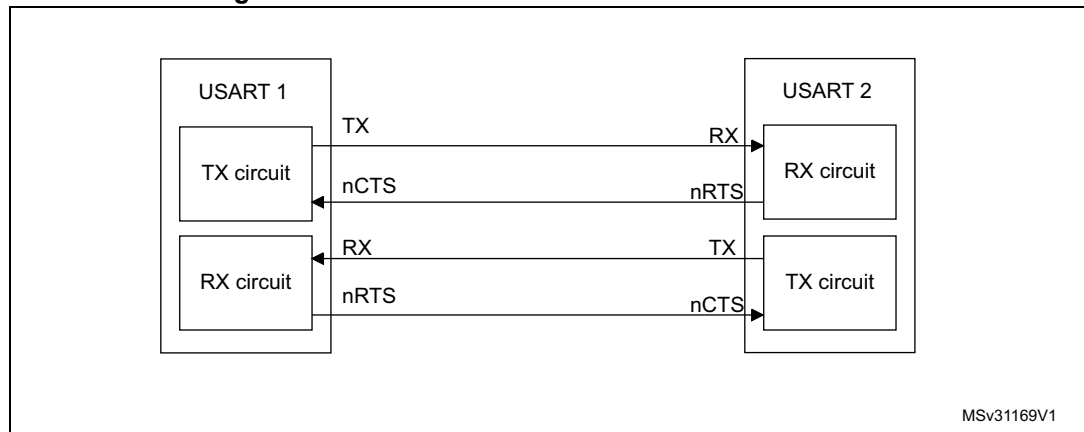 USART 1
USART 2
TX
RX
TX circuit
RX circuit
nCTS
nRTS
RX
TX
RX circuit
TX circuit
nRTS
nCTS
MSv31169V1